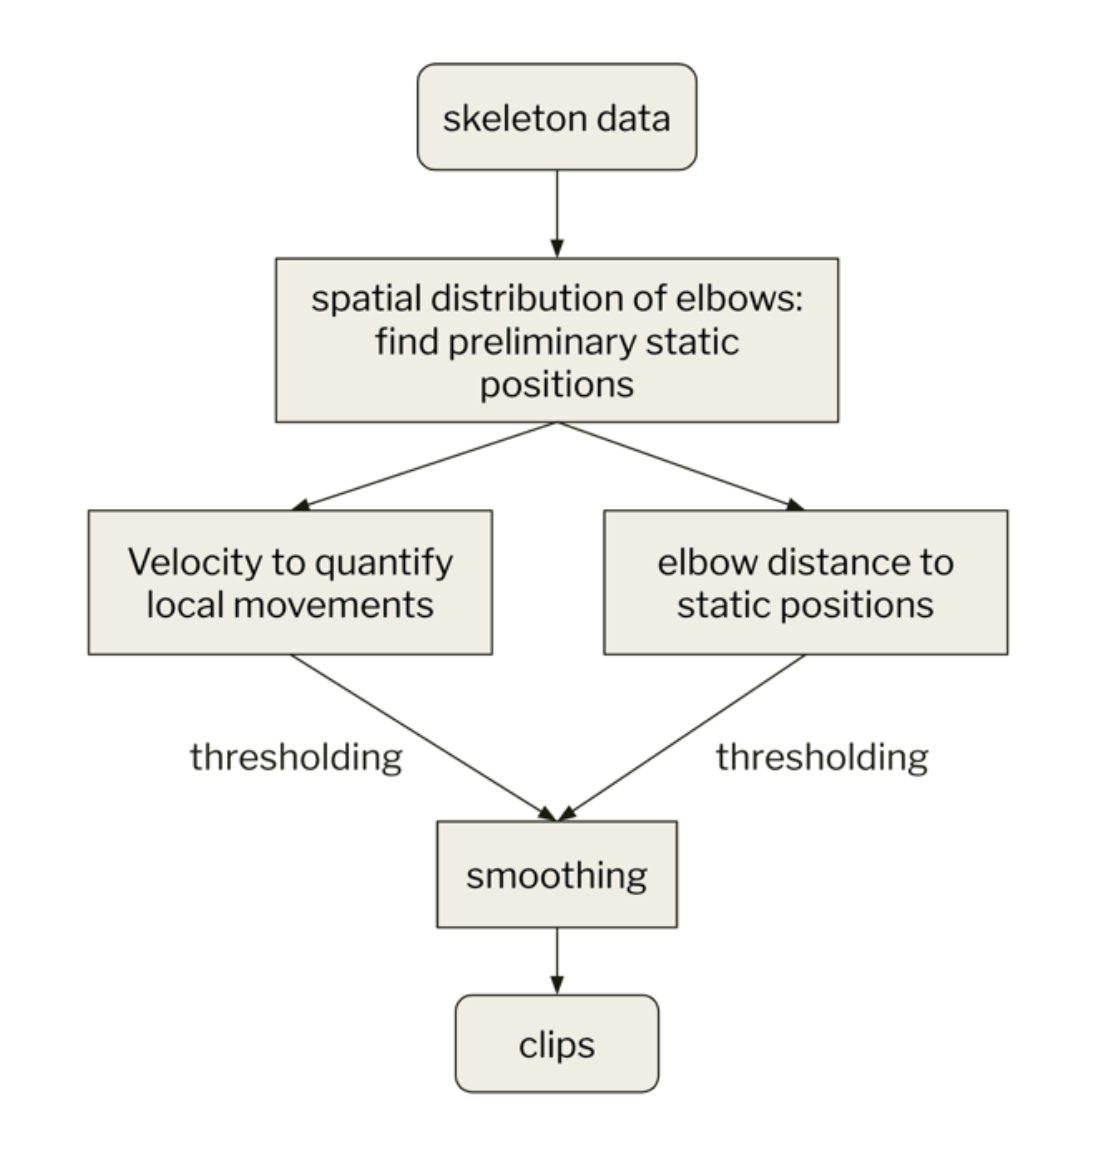 skeleton data
spatial distribution of elbows:
find preliminary static
positions
Velocity to quantify
local movements
elbow distance to
static positions
thresholding
thresholding
smoothing
clips